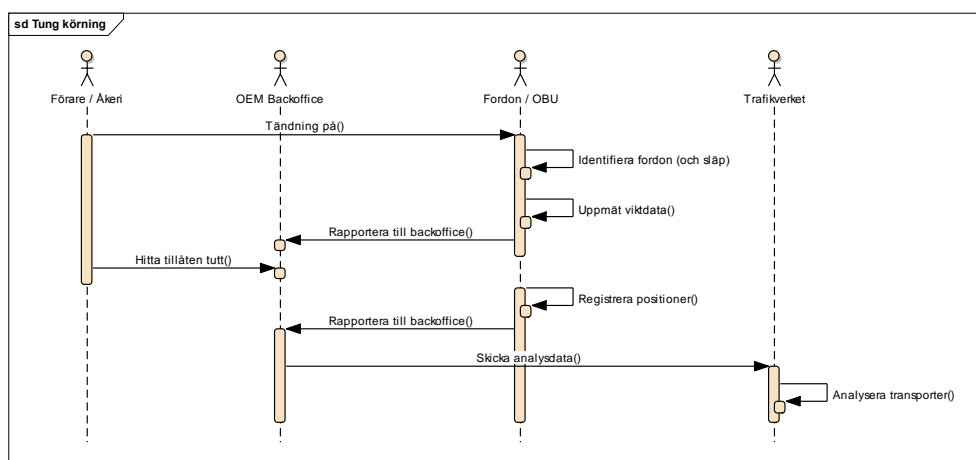 sd Tung körning
Förare / Åkeri
OEM Backoffice
Fordon / OBU
Trafikverket
Tändning på()
Identifiera fordon (och släp)
Uppmät viktdata()
Rapportera till backoffice()
Hitta tillåten tutt()
Registrera positioner()
Rapportera till backoffice()
Skicka analysdata()
Analysera transporter()